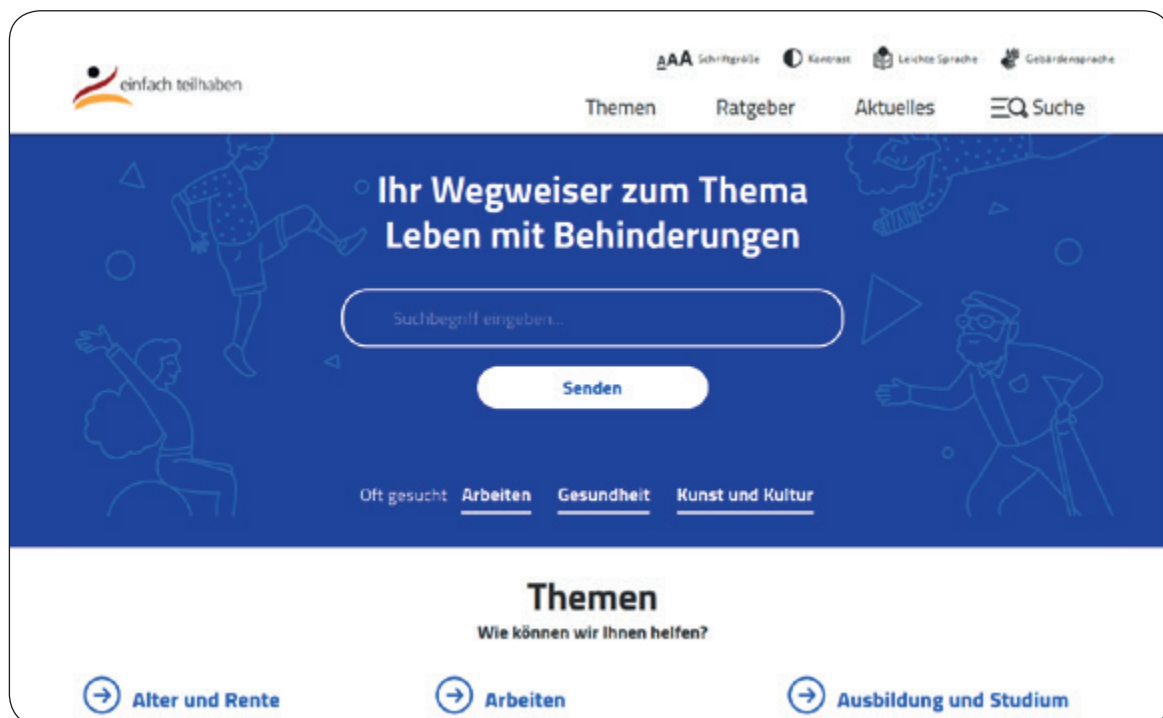 einfach teilhaben
AAA Schriftgröße Kontrast Leichte Sprache Gebärdensprache
Themen Ratgeber Aktuelles Suche
Ihr Wegweiser zum Thema
Leben mit Behinderungen
Suchbegriff eingeben...
Senden
Oft gesucht Arbeiten Gesundheit Kunst und Kultur
Themen
Wie können wir Ihnen helfen?
Alter und Rente Arbeiten Ausbildung und Studium